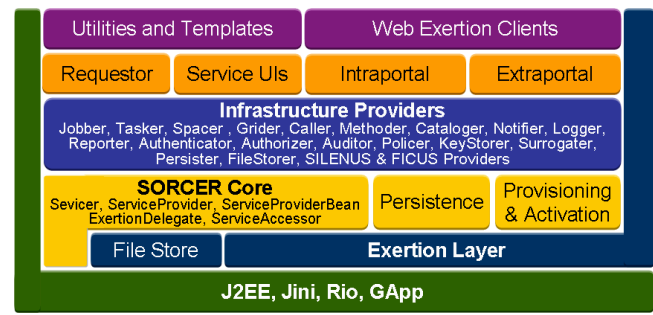 Utilities and Templates
Web Exertion Clients
Requestor
Service UIs
Intraportal
Extraportal
Infrastructure Providers
Jobber, Tasker, Spacer , Grider, Caller, Methoder, Cataloger, Notifier, Logger,
Reporter, Authenticator, Authorizer, Auditor, Policer, KeyStorer, Surrogater,
Persister, FileStorer, SILENUS & FICUS Providers
SORCER Core
Sevicer, ServiceProvider, ServiceProviderBean
ExertionDelegate, ServiceAccessor
Persistence
Provisioning
& Activation
File Store
Exertion Layer
J2EE, Jini, Rio, GApp